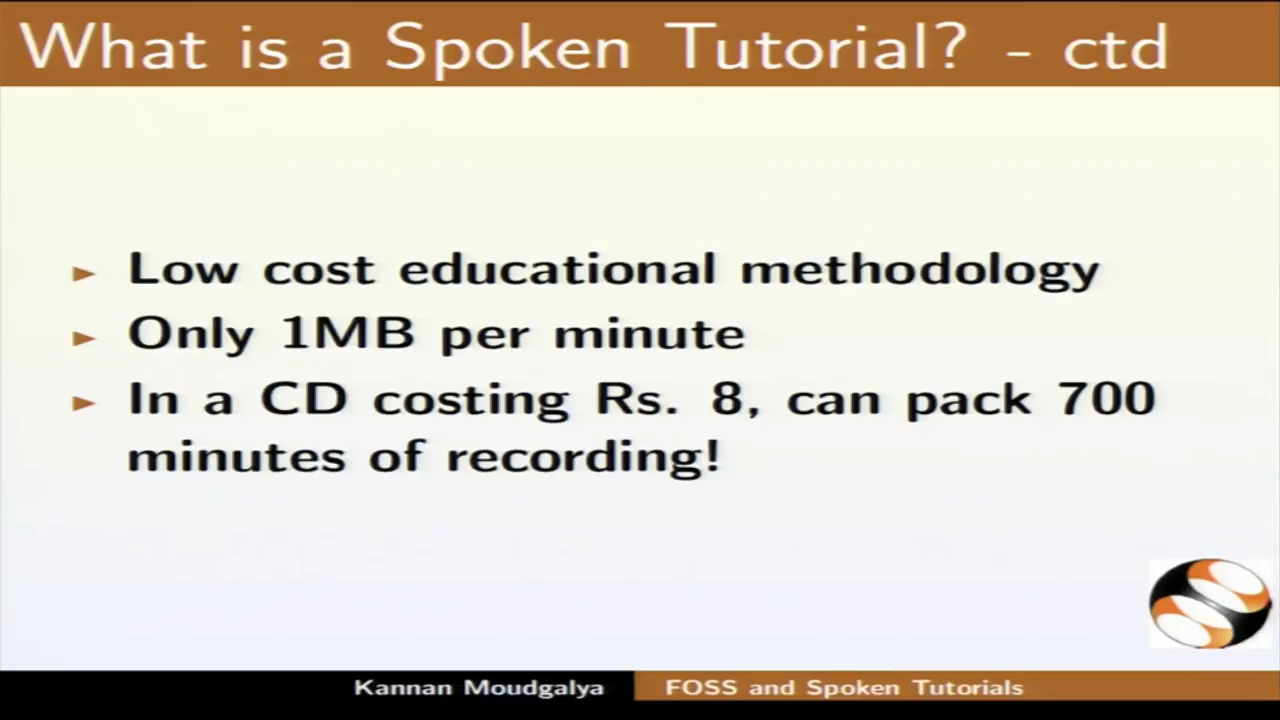 What is a Spoken Tutorial? - ctd
Low cost educational methodology
Only 1MB per minute
In a CD costing Rs. 8, can pack 700
minutes of recording!
Kannan Moudgalya
FOSS and Spoken Tutorials